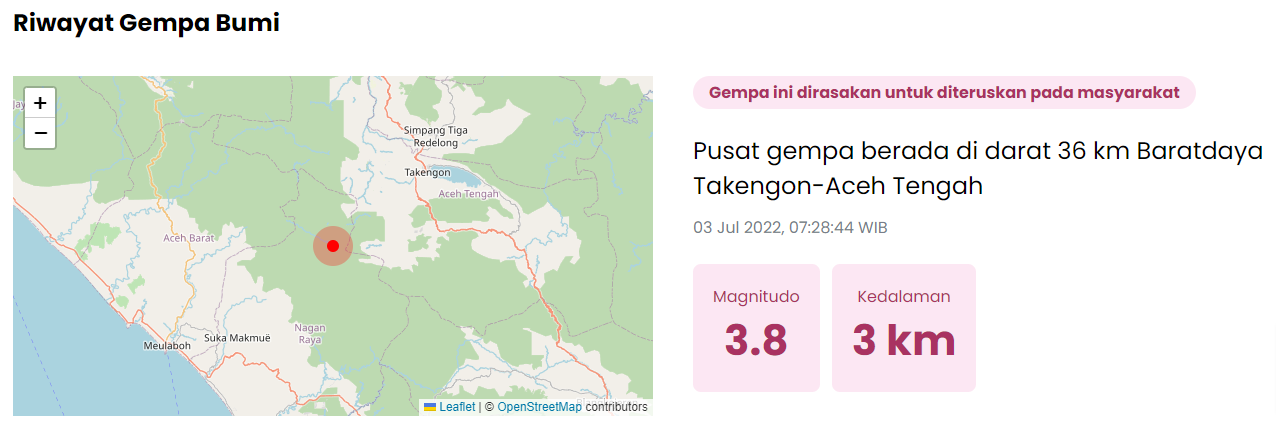 Riwayat Gempa Bumi
+
−
Jay
Simpang Tiga
Redelong
Takengon
Aceh Tengah
Aceh Barat
Nagan
Raya
Suka Makmuë
Meulaboh
Leaflet | © OpenStreetMap contributors
Gempa ini dirasakan untuk diteruskan pada masyarakat
Pusat gempa berada di darat 36 km Baratdaya
Takengon-Aceh Tengah
03 Jul 2022, 07:28:44 WIB
Magnitudo
3.8
Kedalaman
3 km